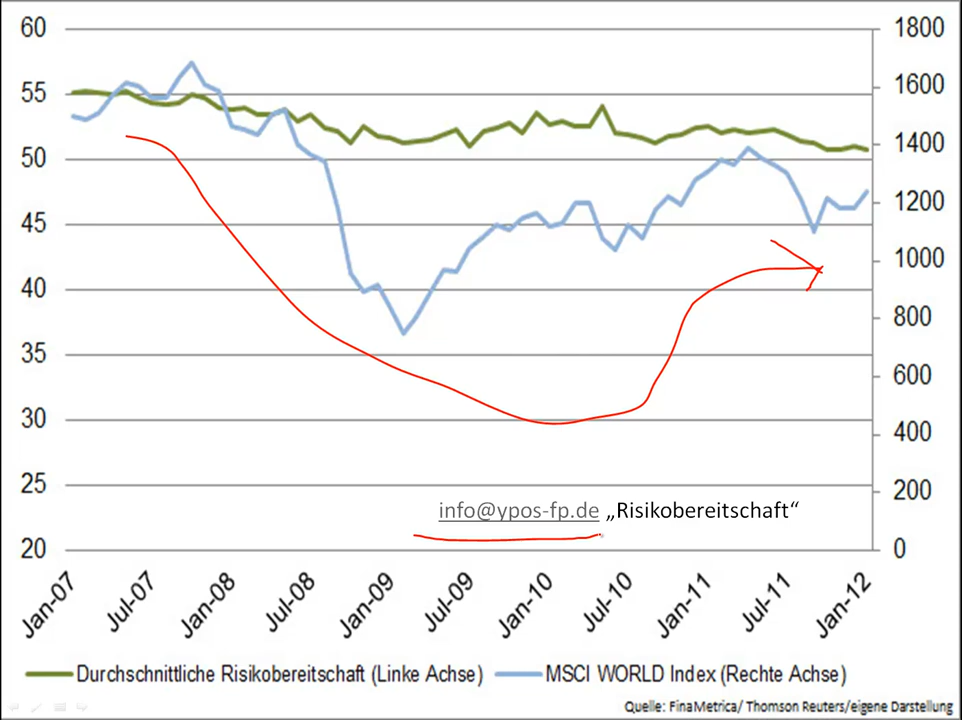 60
55
50
45
40
35
30
25
20
1800
1600
1400
1200
1000
800
600
400
200
0
info@ypos-fp.de „Risikobereitschaft“
Jan-07
Jul-07
Jan-08
Jul-08
Jan-09
Jul-09
Jan-10
Jul-10
Jan-11
Jul-11
Jan-12
Durchschnittliche Risikobereitschaft (Linke Achse)
MSCI WORLD Index (Rechte Achse)
Quelle: FinaMetrica/ Thomson Reuters/eigene Darstellung